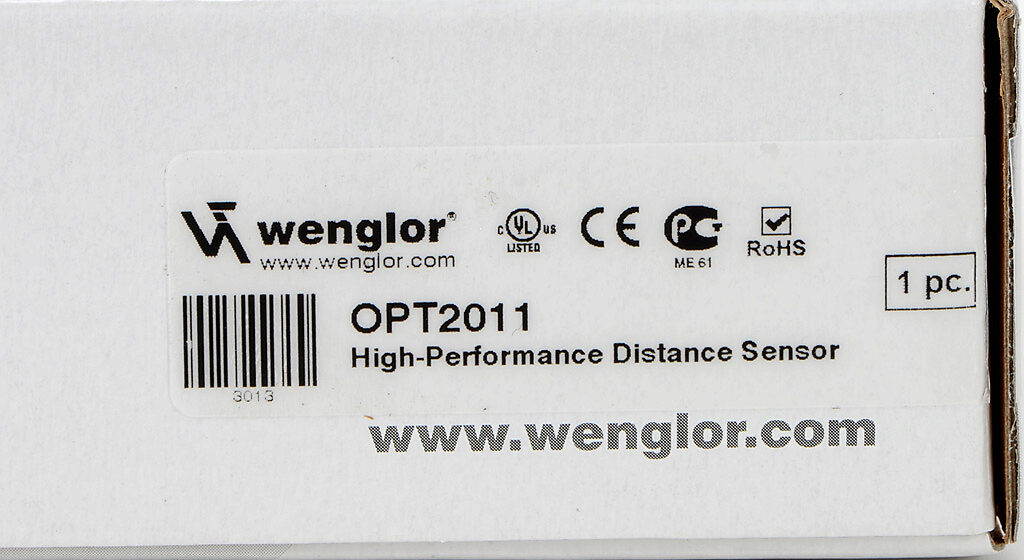 wenglor®
www.wenglor.com
C UL US
LISTED
CE
PC
ME 61
RoHS
1 pc.
OPT2011
High-Performance Distance Sensor
3013
www.wenglor.com